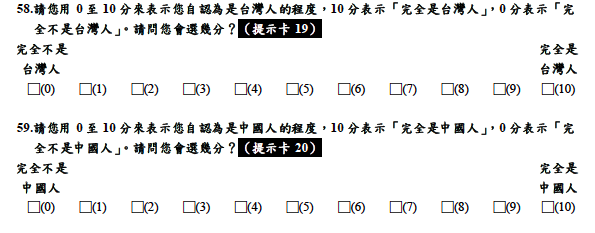 58.請您用 0 至 10 分來表示您自認為是台灣人的程度，10 分表示「完全是台灣人」，0 分表示「完
全不是台灣人」。請問您會選幾分？（提示卡 19）
完全不是 完全是
台灣人 台灣人
□(0) □(1) □(2) □(3) □(4) □(5) □(6) □(7) □(8) □(9) □(10)
59.請您用 0 至 10 分來表示您自認為是中國人的程度，10 分表示「完全是中國人」，0 分表示「完
全不是中國人」。請問您會選幾分？（提示卡 20）
完全不是 完全是
中國人 中國人
□(0) □(1) □(2) □(3) □(4) □(5) □(6) □(7) □(8) □(9) □(10)